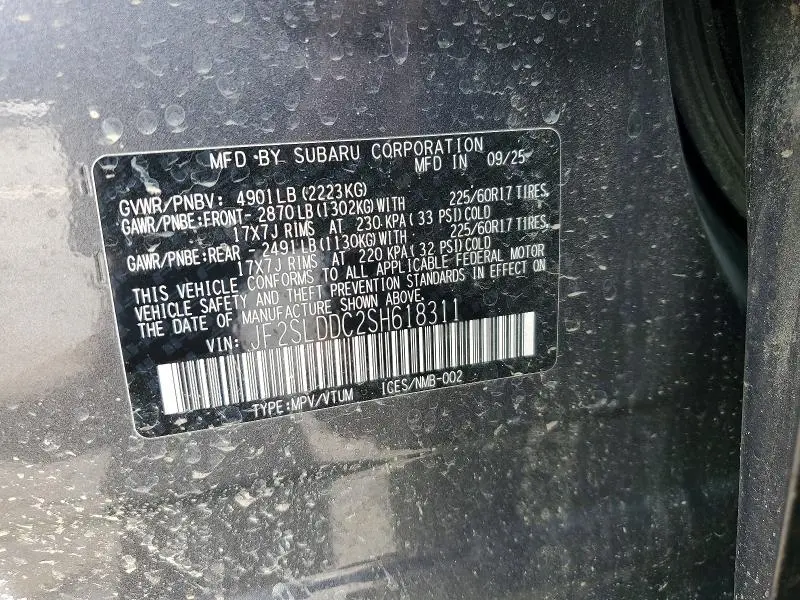 MFD BY SUBARU CORPORATION
MFD IN 09/25
GVWR/PNBV: 4901LB (2223KG)
GAWR/PNBE:FRONT- 2870LB(1302KG)WITH 225/60R17 TIRES,
17X7J RIMS AT 230 KPA (33 PSI)COLD
GAWR/PNBE:REAR - 2491LB(1130KG)WITH 225/60R17 TIRES,
17X7J RIMS AT 220 KPA (32 PSI)COLD
THIS VEHICLE CONFORMS TO ALL APPLICABLE FEDERAL MOTOR
VEHICLE SAFETY AND THEFT PREVENTION STANDARDS IN EFFECT ON
THE DATE OF MANUFACTURE SHOWN ABOVE.
VIN: JF2SLDDC2SH618311
TYPE:MPV/VTUM ICES/NMB-002